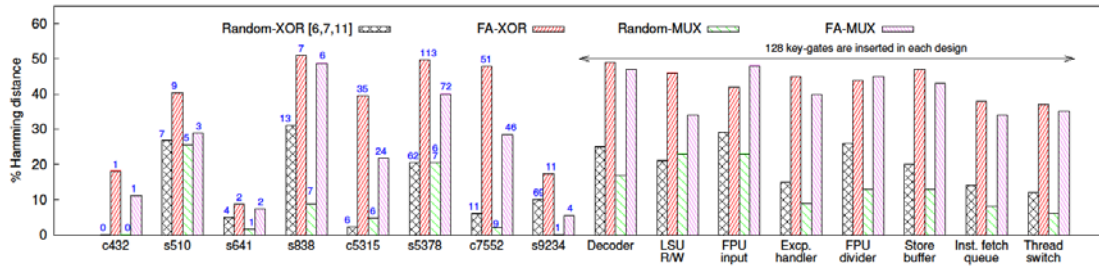 Random-XOR [6,7,11] FA-XOR Random-MUX FA-MUX
128 key-gates are inserted in each design
% Hamming distance
60
50
40
30
20
10
0
0 1 0 1
7 9 5 3
4 2 1 2
13 7 7 6
6 35 6 24
62 113 6 7 72
11 51 9 46
69 11 1 4
c432 s510 s641 s838 c5315 s5378 c7552 s9234 Decoder LSU FPU Excp. FPU Store Inst. fetch Thread
R/W input handler divider buffer queue switch